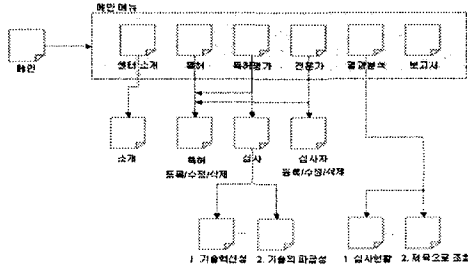 메인 메뉴
메인
센터 소개
특허
특허평가
전문가
결과분석
보고서
소개
특허
등록/수정/삭제
심사
심사자
등록/수정/삭제
1. 기술혁신성
2. 기술의 파급성
1. 심사현황
2. 제목으로 조회